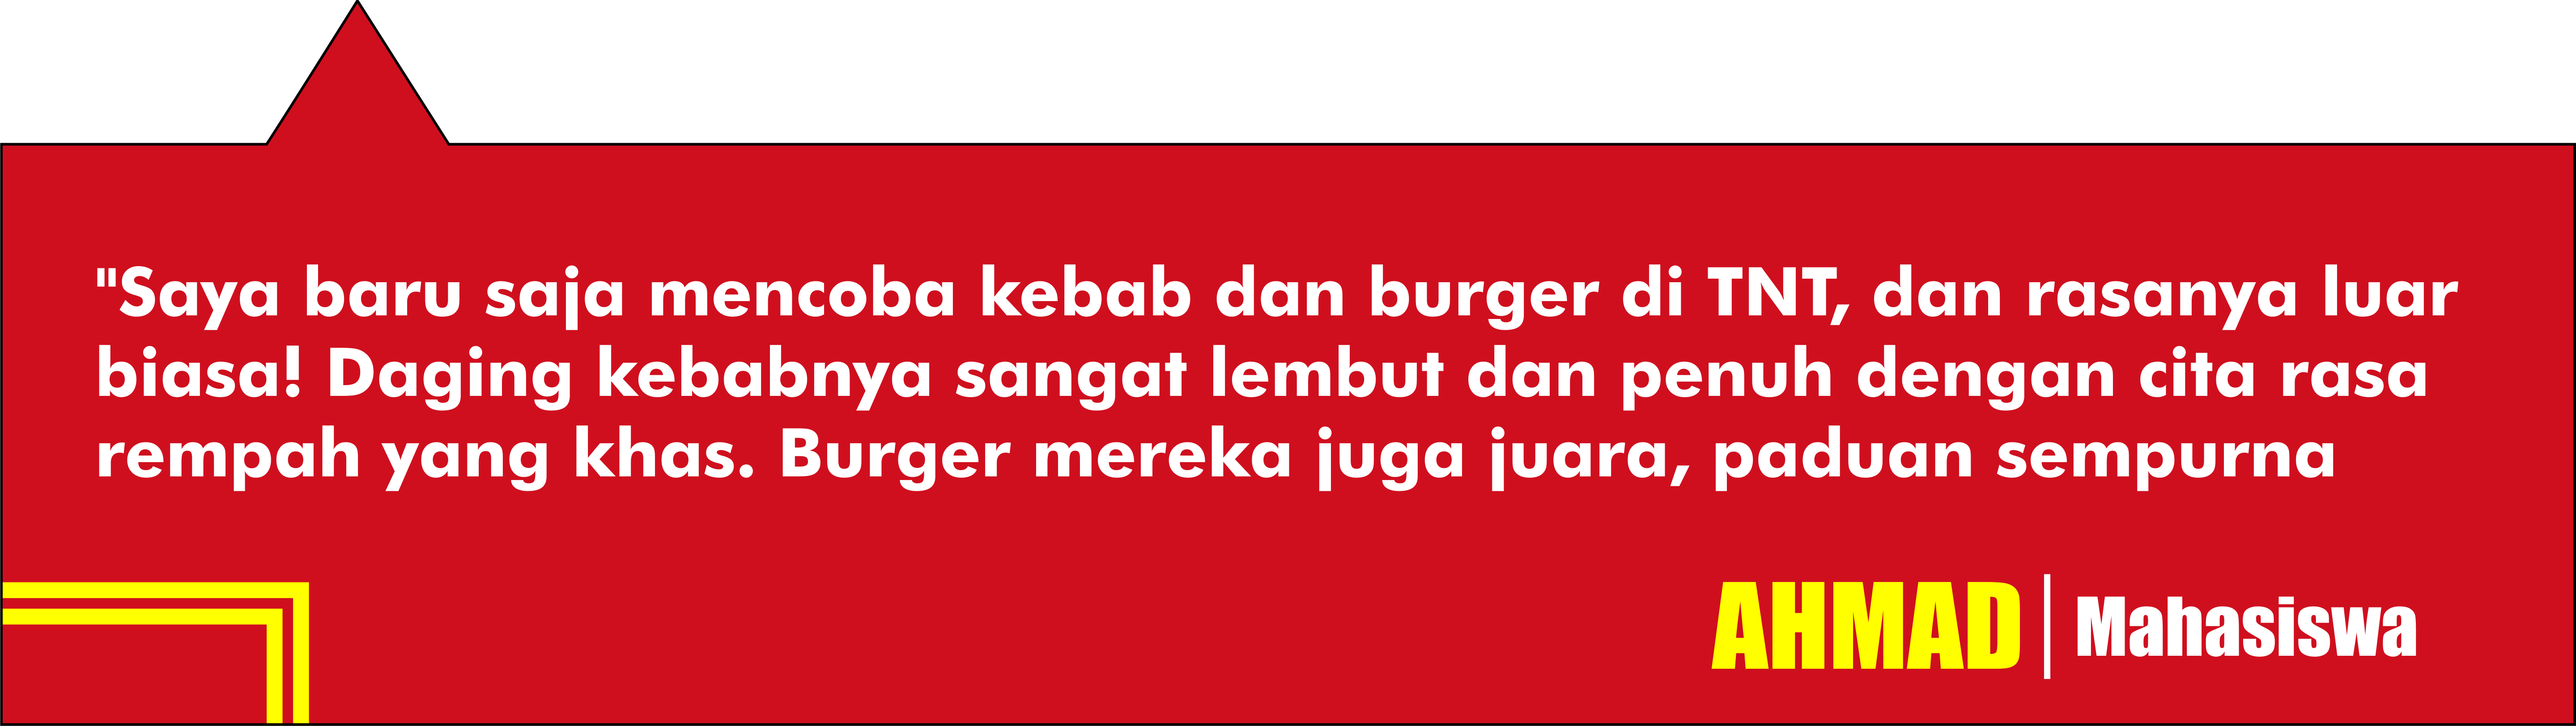 "Saya baru saja mencoba kebab dan burger di TNT, dan rasanya luar
biasa! Daging kebabnya sangat lembut dan penuh dengan cita rasa
rempah yang khas. Burger mereka juga juara, paduan sempurna
AHMAD | Mahasiswa